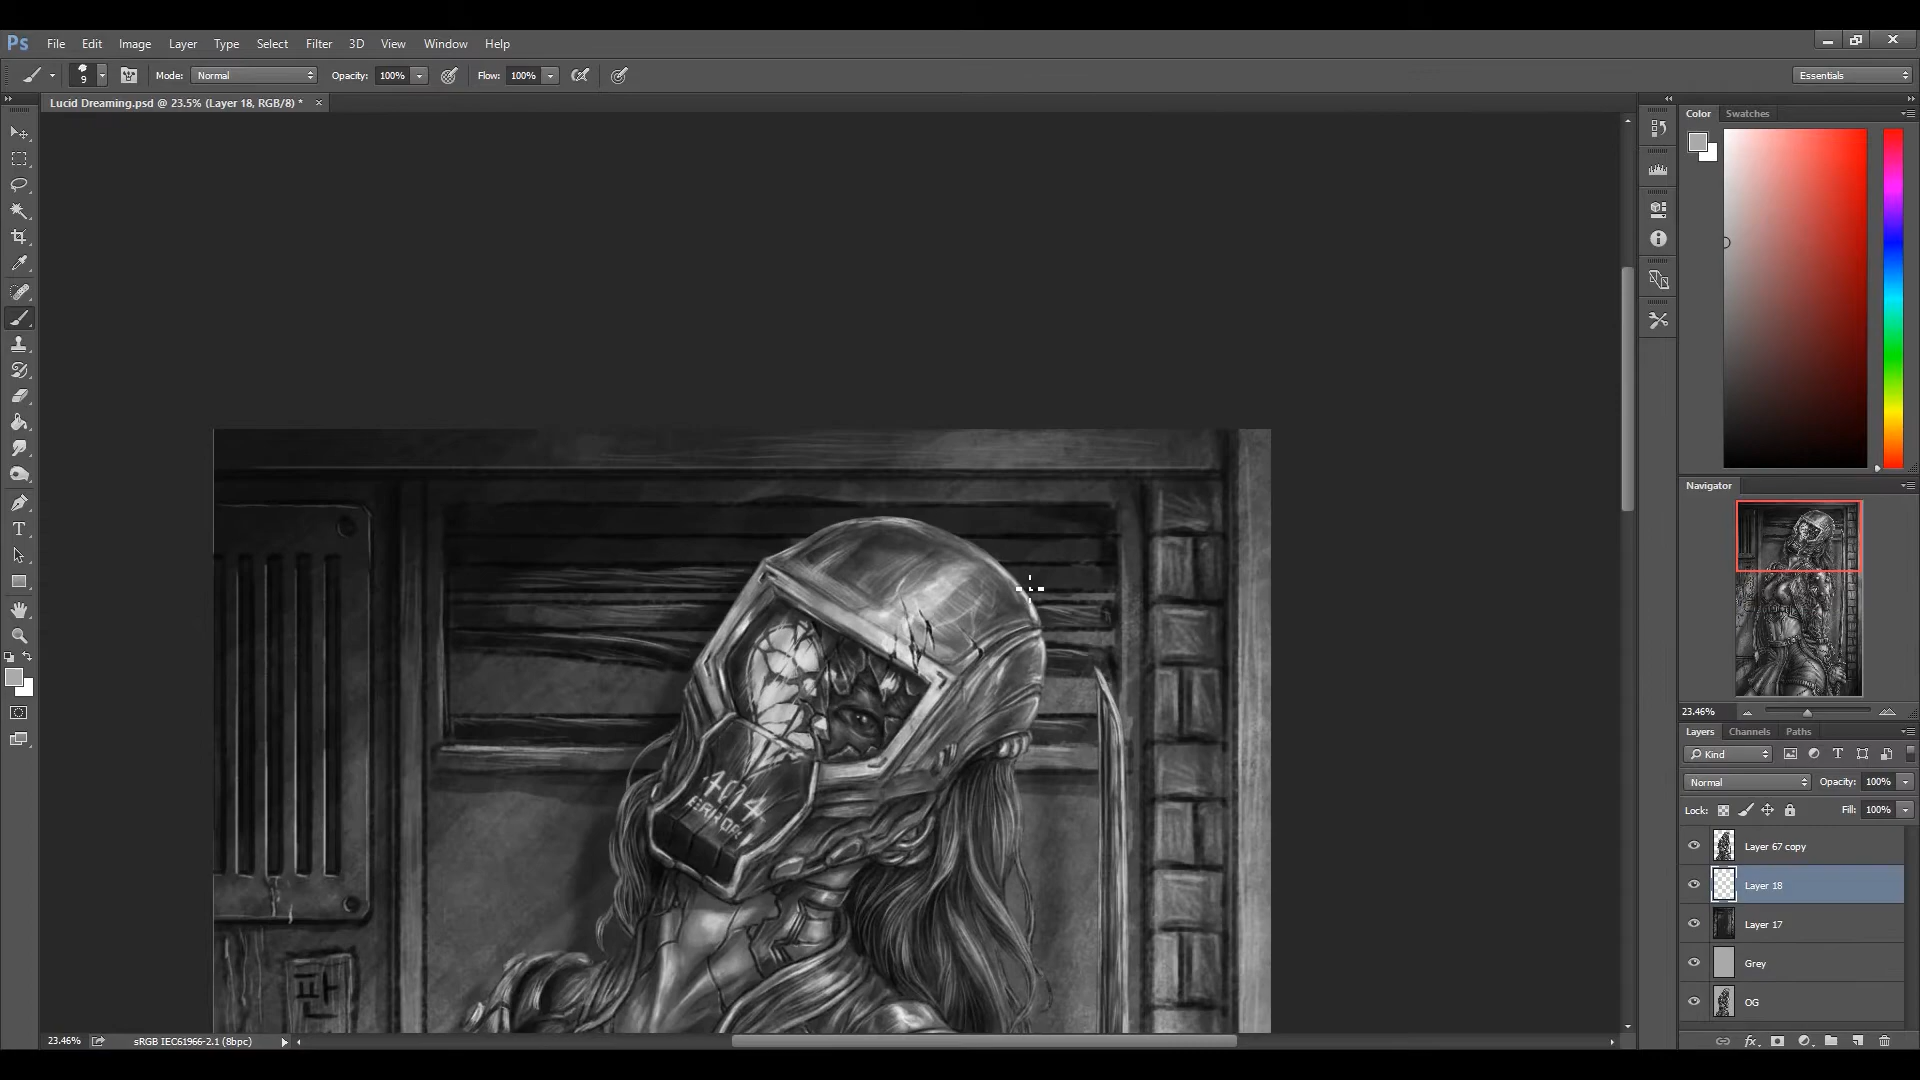 Ps File Edit Image Layer Type Select Filter 3D View Window Help
9 Mode: Normal Opacity: 100% Flow: 100% Essentials
Lucid Dreaming.psd @ 23.5% (Layer 18, RGB/8) *
Color Swatches
Navigator
23.46%
Layers Channels Paths
Kind
Normal Opacity: 100%
Lock: Fill: 100%
Layer 67 copy
Layer 18
Layer 17
Grey
OG
404
ERROR
파
23.46% sRGB IEC61966-2.1 (8bpc)